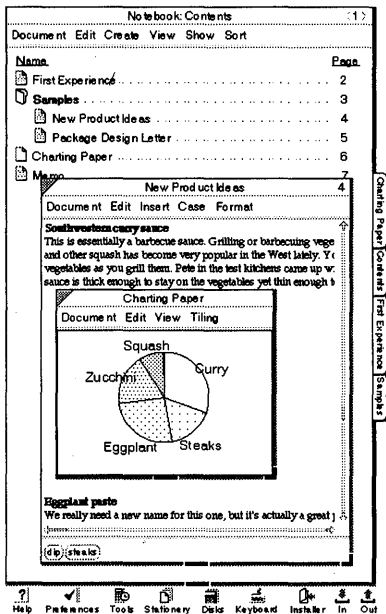 Notebook: Contents < 1 >
Document Edit Create View Show Sort
Name Page
First Experience 2
Samples 3
New Product Ideas 4
Package Design Letter 5
Charting Paper 6
Memo 7
New Product Ideas 4
Document Edit Insert Case Format
Southwestern curry sauce
This is essentially a barbecue sauce. Grilling or barbecuing vege
and other squash has become very popular in the West lately. Yo
vegetables as you grill them. Pete in the test kitchens came up w
sauce is thick enough to stay on the vegetables yet thin enough t
Charting Paper
Document Edit View Tiling
Squash
Curry
Zucchini
Eggplant
Steaks
Eggplant paste
We really need a new name for this one, but it's actually a great
dip steaks
Charting Paper
Contents
First Experience
Samples
Help Preferences Tools Stationery Disks Keyboard Installer In Out